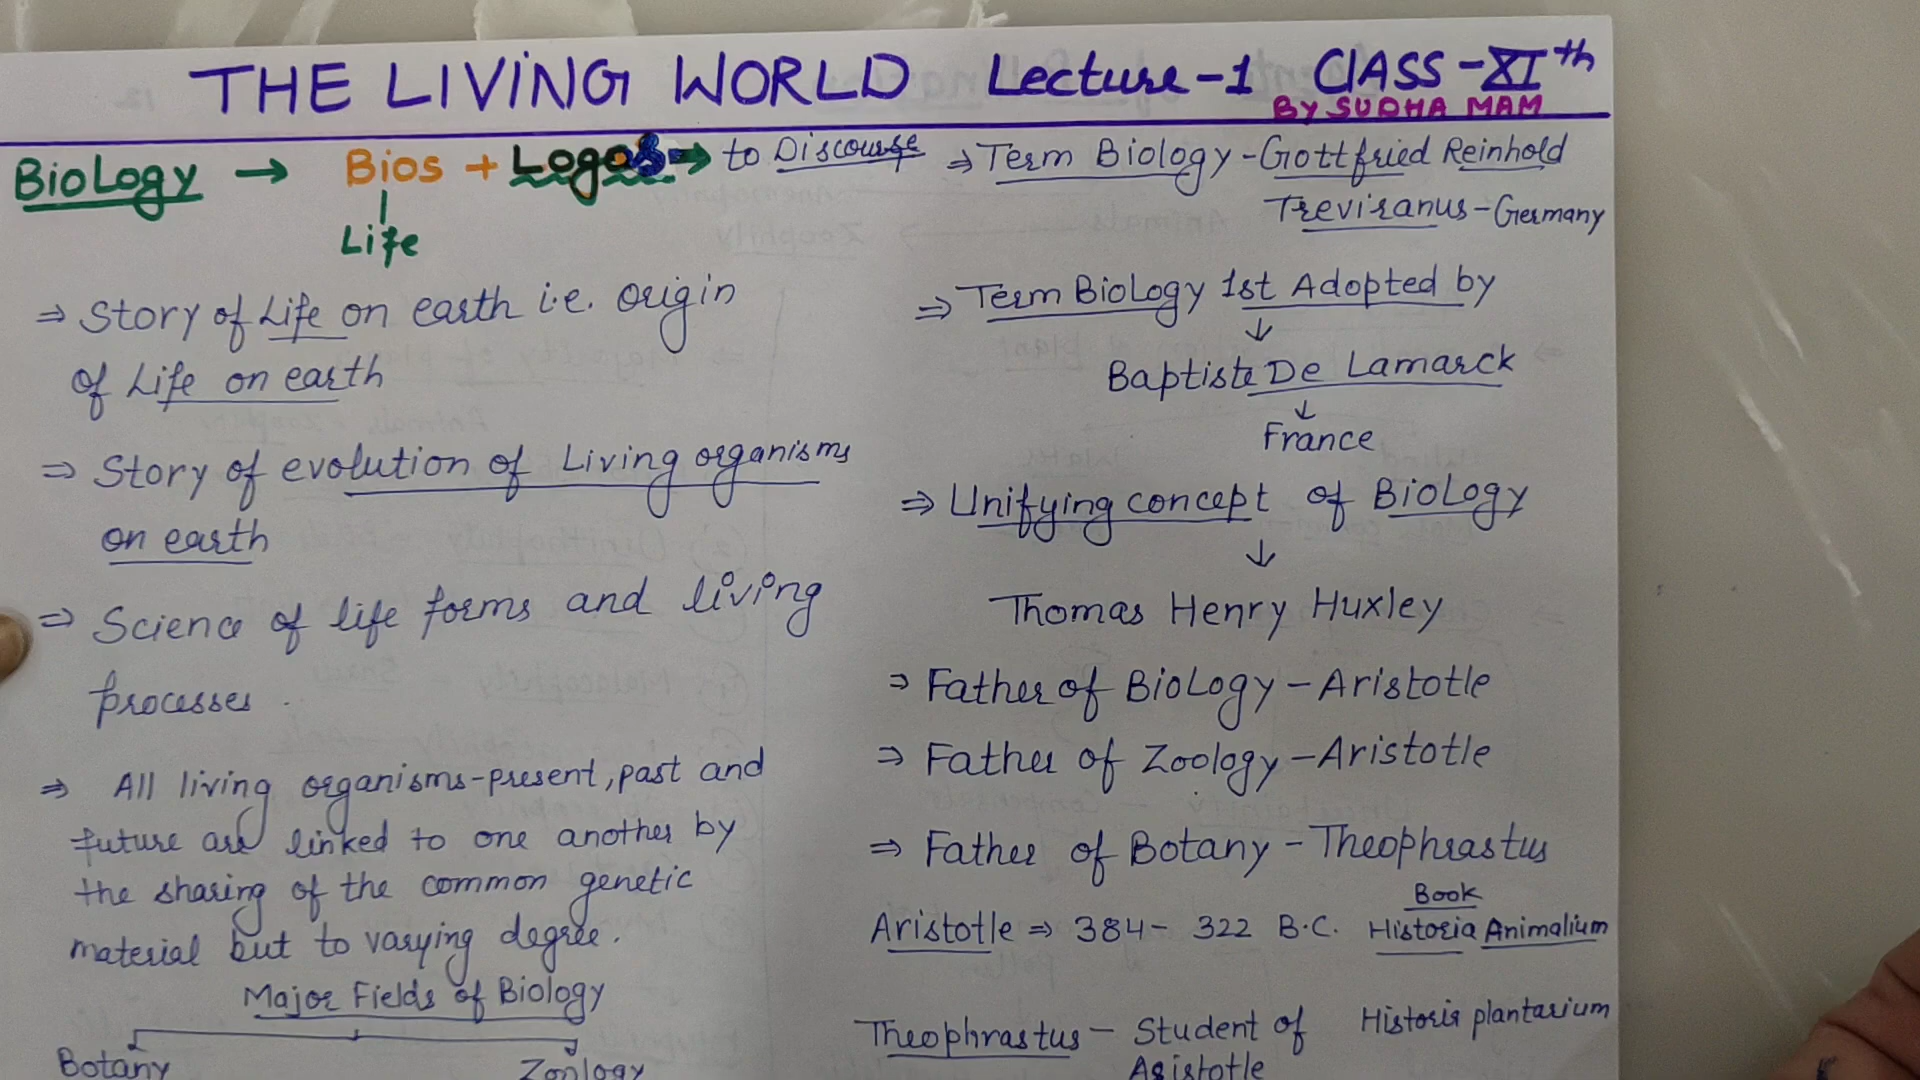 THE LIVING WORLD Lecture-1 CLASS-XIth
BY SUDHA MAM
Biology → Bios + Logos → to Discourse
Life
⇒ Story of Life on earth i.e. origin
of Life on earth
⇒ Story of evolution of Living organisms
on earth
⇒ Science of life forms and living
processes.
⇒ All living organisms-present, past and
future are linked to one another by
the sharing of the common genetic
material but to varying degree.
Major Fields of Biology
Botany Zoology
⇒ Term Biology - Gottfried Reinhold
Treviranus - Germany
⇒ Term Biology 1st Adopted by
↓
Baptiste De Lamarck
↓
France
⇒ Unifying concept of Biology
↓
Thomas Henry Huxley
⇒ Father of Biology - Aristotle
⇒ Father of Zoology - Aristotle
⇒ Father of Botany - Theophrastus
Book
Aristotle ⇒ 384 - 322 B.C. Historia Animalium
Theophrastus - Student of Historia plantarium
Aristotle